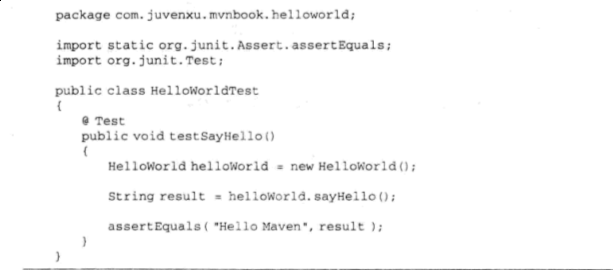 package com.juvenxu.mvnbook.helloworld;
import static org.junit.Assert.assertEquals;
import org.junit.Test;
public class HelloWorldTest
{
@ Test
public void testSayHello()
{
HelloWorld helloWorld = new HelloWorld();
String result = helloWorld.sayHello();
assertEquals( "Hello Maven", result );
}
}